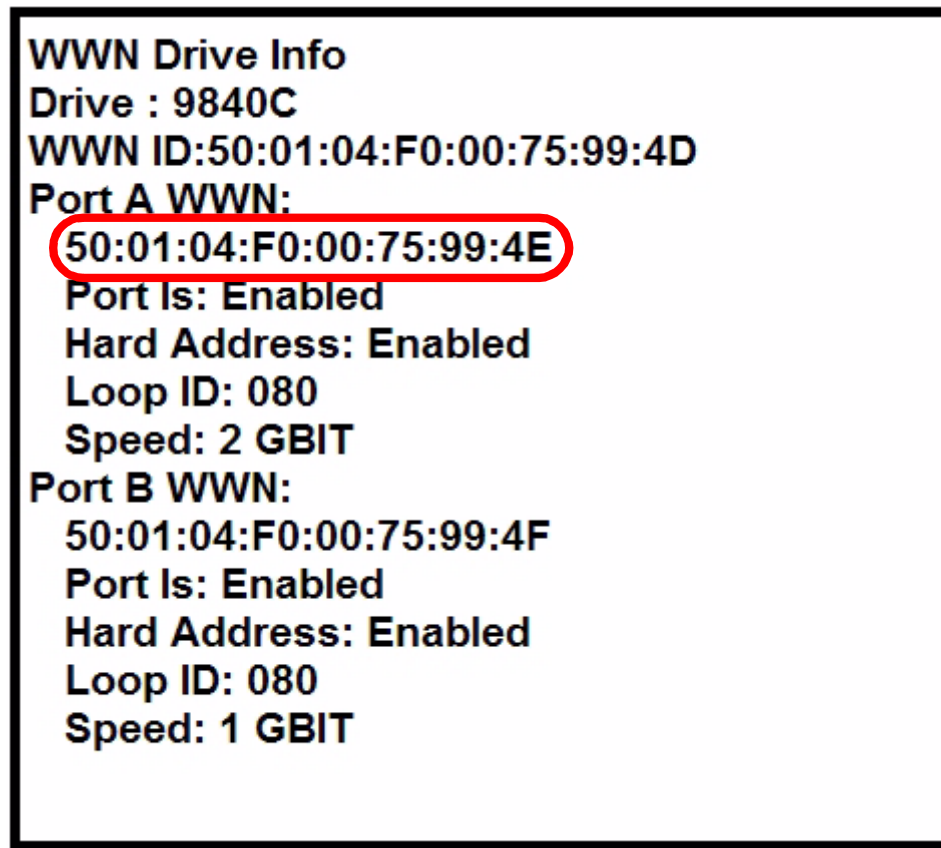 WWN Drive Info
Drive : 9840C
WWN ID:50:01:04:F0:00:75:99:4D
Port A WWN:
50:01:04:F0:00:75:99:4E
Port Is: Enabled
Hard Address: Enabled
Loop ID: 080
Speed: 2 GBIT
Port B WWN:
50:01:04:F0:00:75:99:4F
Port Is: Enabled
Hard Address: Enabled
Loop ID: 080
Speed: 1 GBIT